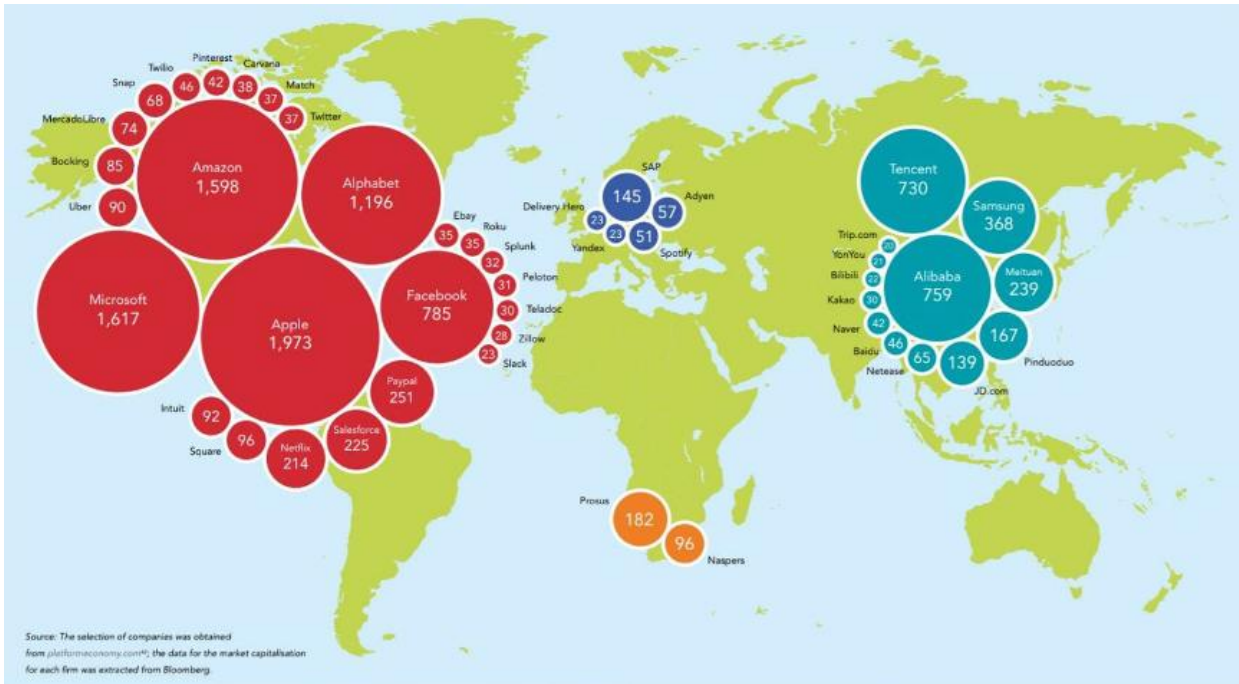 Pinterest
Twilio
Carvana
Snap
Match
MercadoLibre
Twitter
Booking
Uber
46
42
38
37
37
68
74
85
90
Amazon
1,598
Alphabet
1,196
Microsoft
1,617
Apple
1,973
Facebook
785
Ebay
35
Roku
35
Splunk
32
Peloton
31
Teladoc
30
Zillow
28
Slack
23
Paypal
251
Salesforce
225
Netflix
214
Square
96
Intuit
92
SAP
145
Adyen
57
Spotify
51
Yandex
23
Delivery Hero
23
Prosus
182
Naspers
96
Tencent
730
Samsung
368
Alibaba
759
Meituan
239
Pinduoduo
167
JD.com
139
Netease
65
Baidu
46
Naver
42
Kakao
30
Bilibili
22
YonYou
21
Trip.com
20
Source: The selection of companies was obtained
from platformeconomy.com; the data for the market capitalisation
for each firm was extracted from Bloomberg.